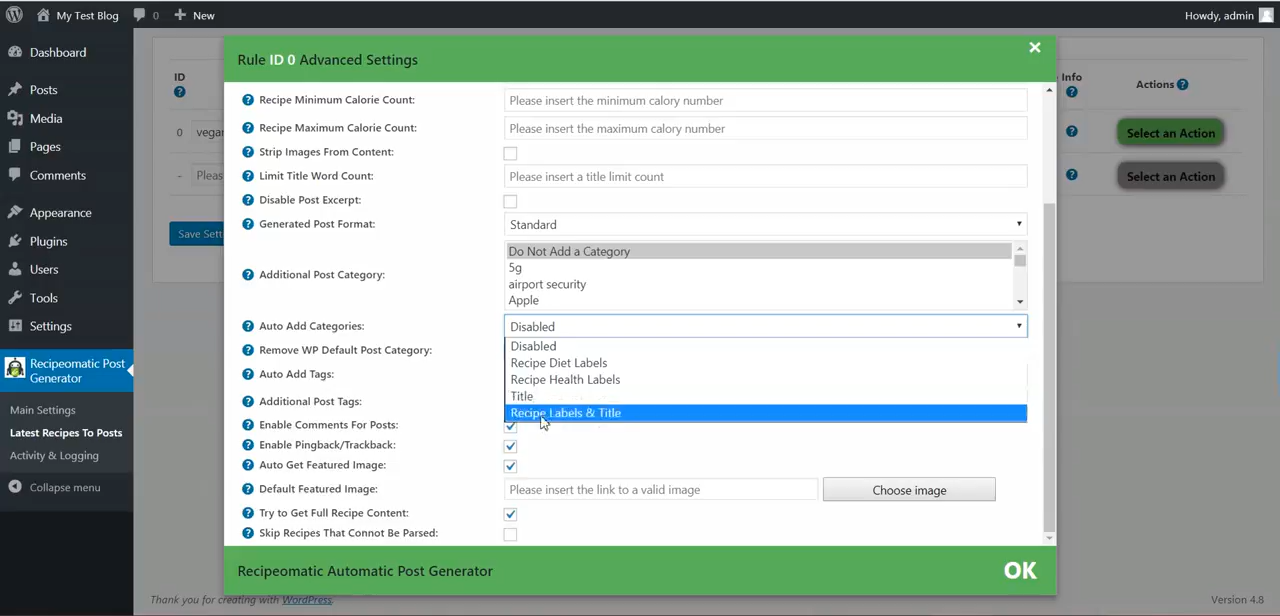 My Test Blog 0 New Howdy, admin
Dashboard
Posts
Media
Pages
Comments
Appearance
Plugins
Users
Tools
Settings
Recipeomatic Post
Generator
Main Settings
Latest Recipes To Posts
Activity & Logging
Collapse menu
ID
0 vegan
- Pleas
Save Sett
Info
Actions
Select an Action
Select an Action
Rule ID 0 Advanced Settings
Recipe Minimum Calorie Count: Please insert the minimum calory number
Recipe Maximum Calorie Count: Please insert the maximum calory number
Strip Images From Content:
Limit Title Word Count: Please insert a title limit count
Disable Post Excerpt:
Generated Post Format: Standard
Additional Post Category:
Do Not Add a Category
5g
airport security
Apple
Auto Add Categories: Disabled
Disabled
Recipe Diet Labels
Recipe Health Labels
Title
Recipe Labels & Title
Remove WP Default Post Category:
Auto Add Tags:
Additional Post Tags:
Enable Comments For Posts:
Enable Pingback/Trackback:
Auto Get Featured Image:
Default Featured Image: Please insert the link to a valid image Choose image
Try to Get Full Recipe Content:
Skip Recipes That Cannot Be Parsed:
Recipeomatic Automatic Post Generator OK
Thank you for creating with WordPress. Version 4.8